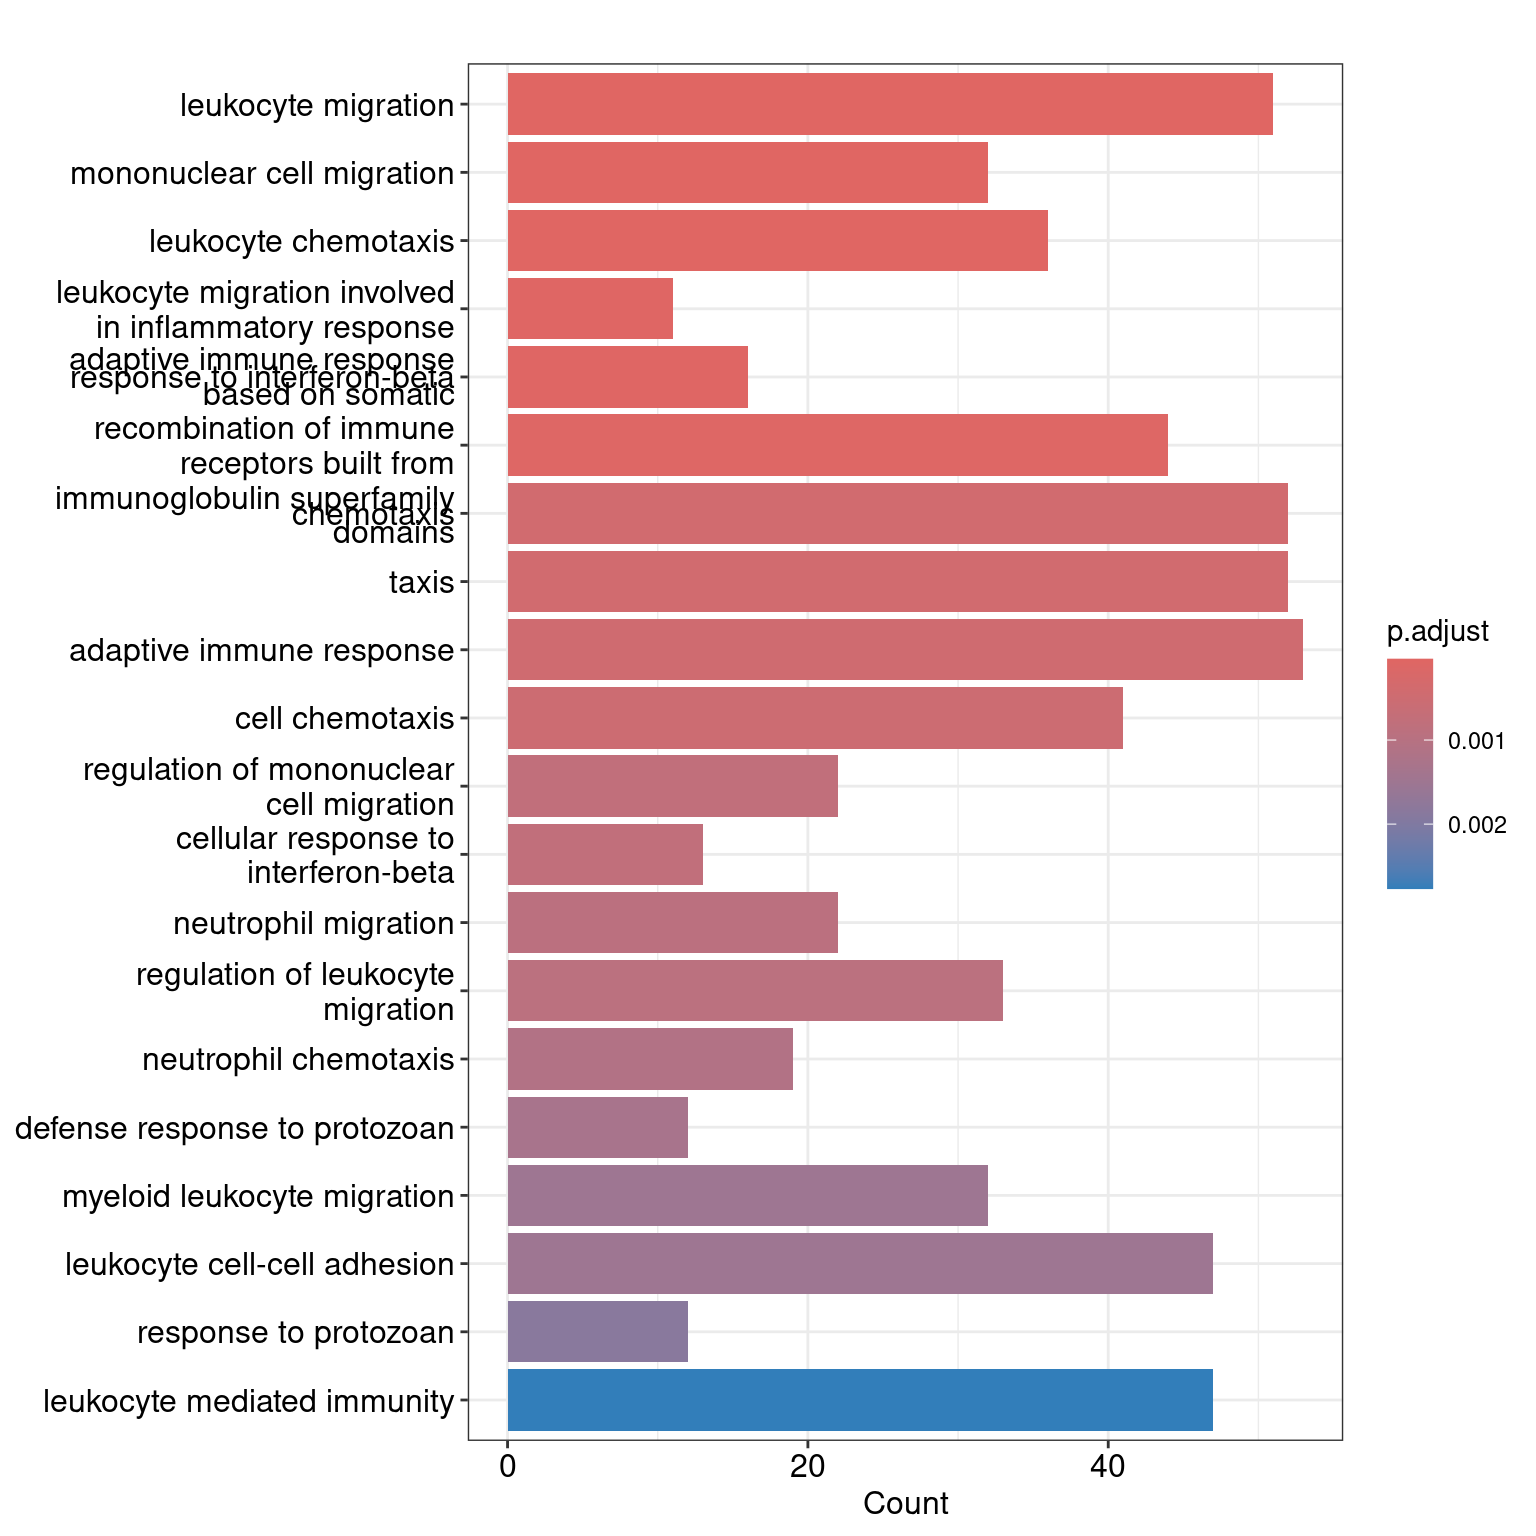 leukocyte migration
mononuclear cell migration
leukocyte chemotaxis
leukocyte migration involved
in inflammatory response
response to interferon-beta
adaptive immune response
based on somatic
recombination of immune
receptors built from
immunoglobulin superfamily
domains
chemotaxis
taxis
adaptive immune response
cell chemotaxis
regulation of mononuclear
cell migration
cellular response to
interferon-beta
neutrophil migration
regulation of leukocyte
migration
neutrophil chemotaxis
defense response to protozoan
myeloid leukocyte migration
leukocyte cell-cell adhesion
response to protozoan
leukocyte mediated immunity
0
20
40
Count
p.adjust
0.001
0.002